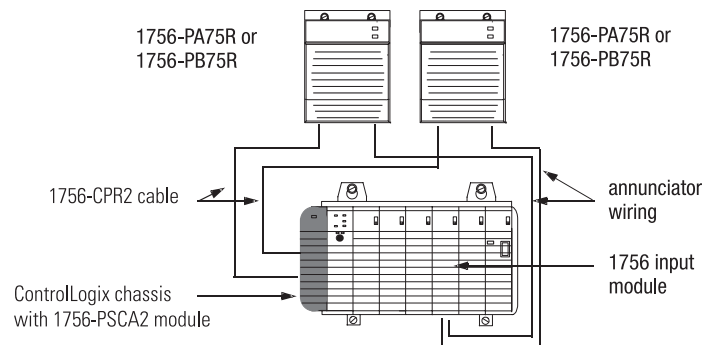 1756-PA75R or
1756-PB75R
1756-PA75R or
1756-PB75R
1756-CPR2 cable
annunciator
wiring
1756 input
module
ControlLogix chassis
with 1756-PSCA2 module